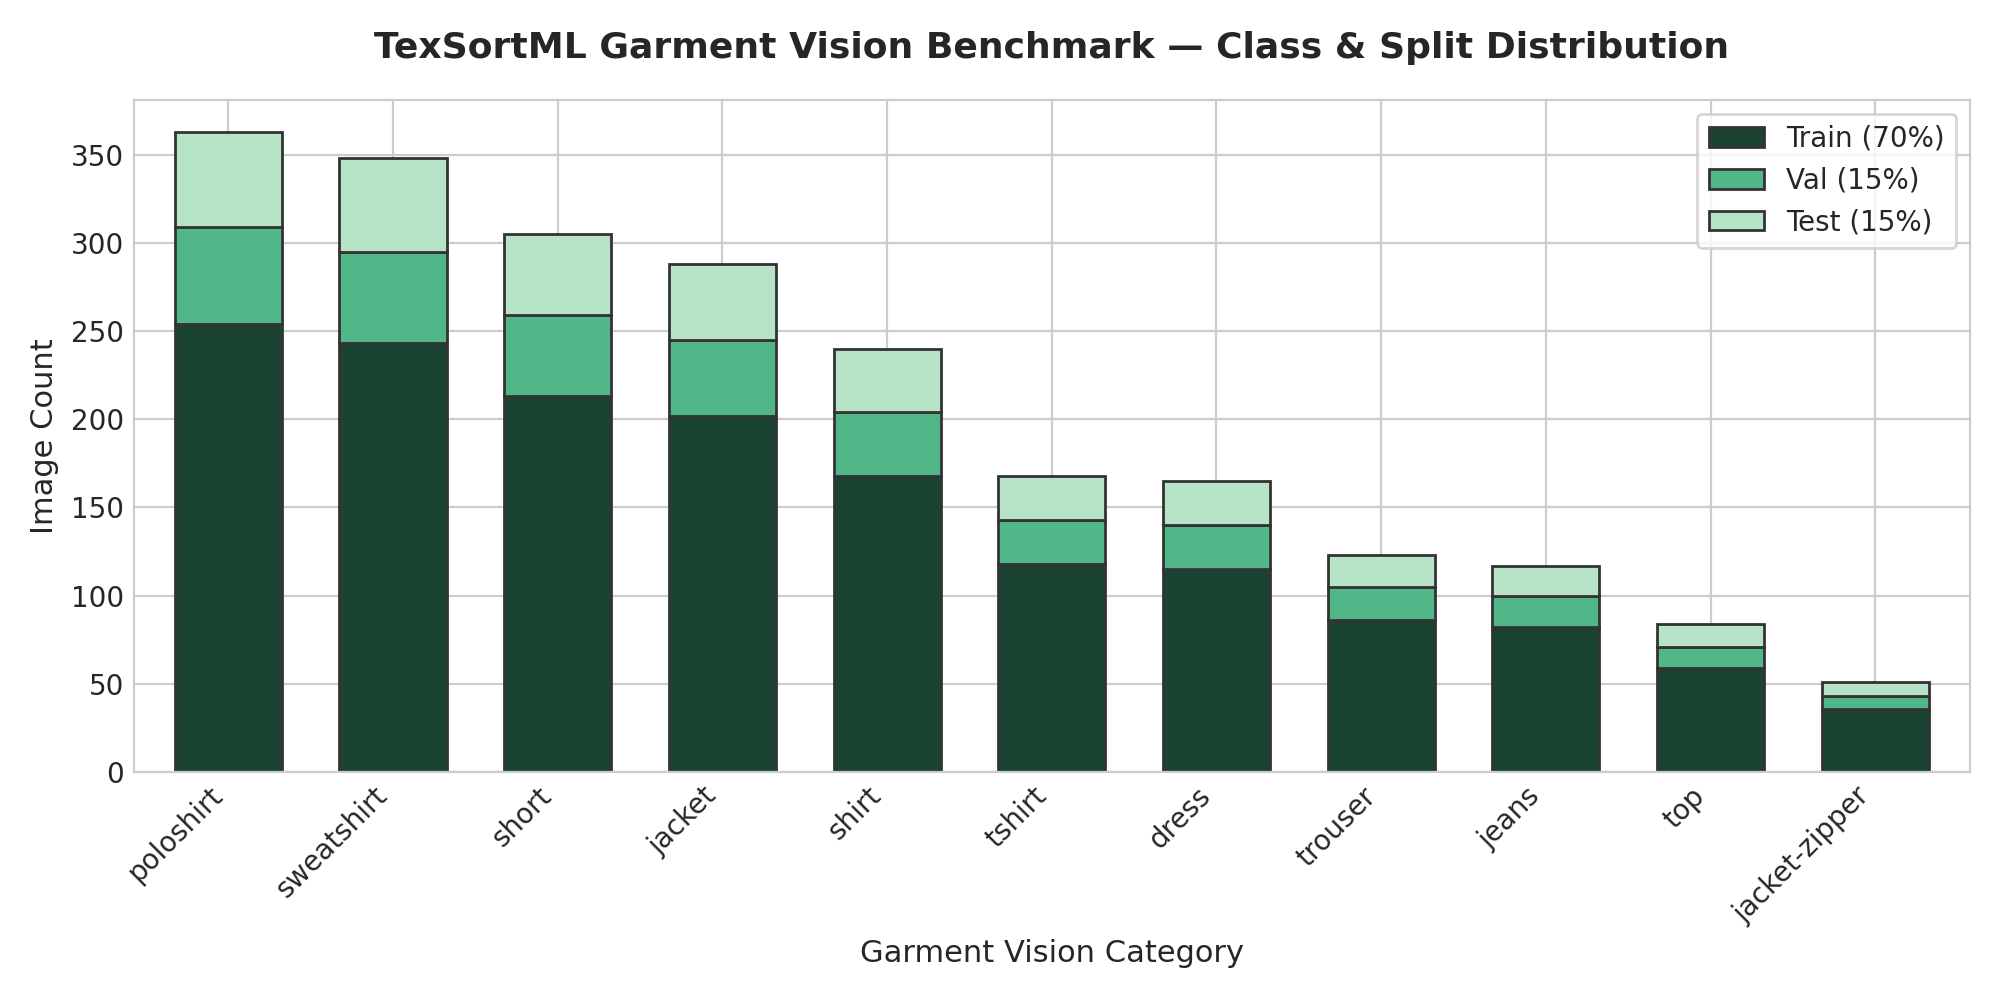 TexSortML Garment Vision Benchmark — Class & Split Distribution
Train (70%)
Val (15%)
Test (15%)
Image Count
350
300
250
200
150
100
50
0
poloshirt
sweatshirt
short
jacket
shirt
tshirt
dress
trouser
jeans
top
jacket-zipper
Garment Vision Category